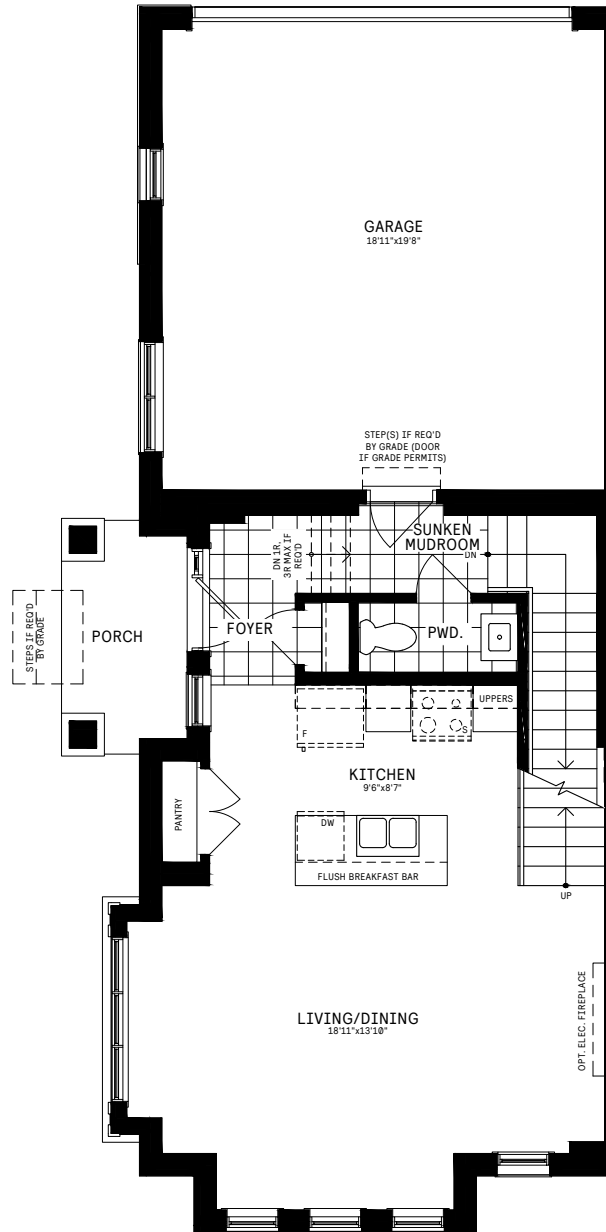 GARAGE
18'11"x19'8"
STEP(S) IF REQ'D
BY GRADE (DOOR
IF GRADE PERMITS)
SUNKEN
MUDROOM
DN
DN 1R.
3R MAX IF
REQ'D
FOYER
PWD.
PORCH
STEPS IF REQ'D
BY GRADE
UPPERS
F
S
KITCHEN
9'6"x8'7"
PANTRY
DW
FLUSH BREAKFAST BAR
UP
LIVING/DINING
18'11"x13'10"
OPT. ELEC. FIREPLACE